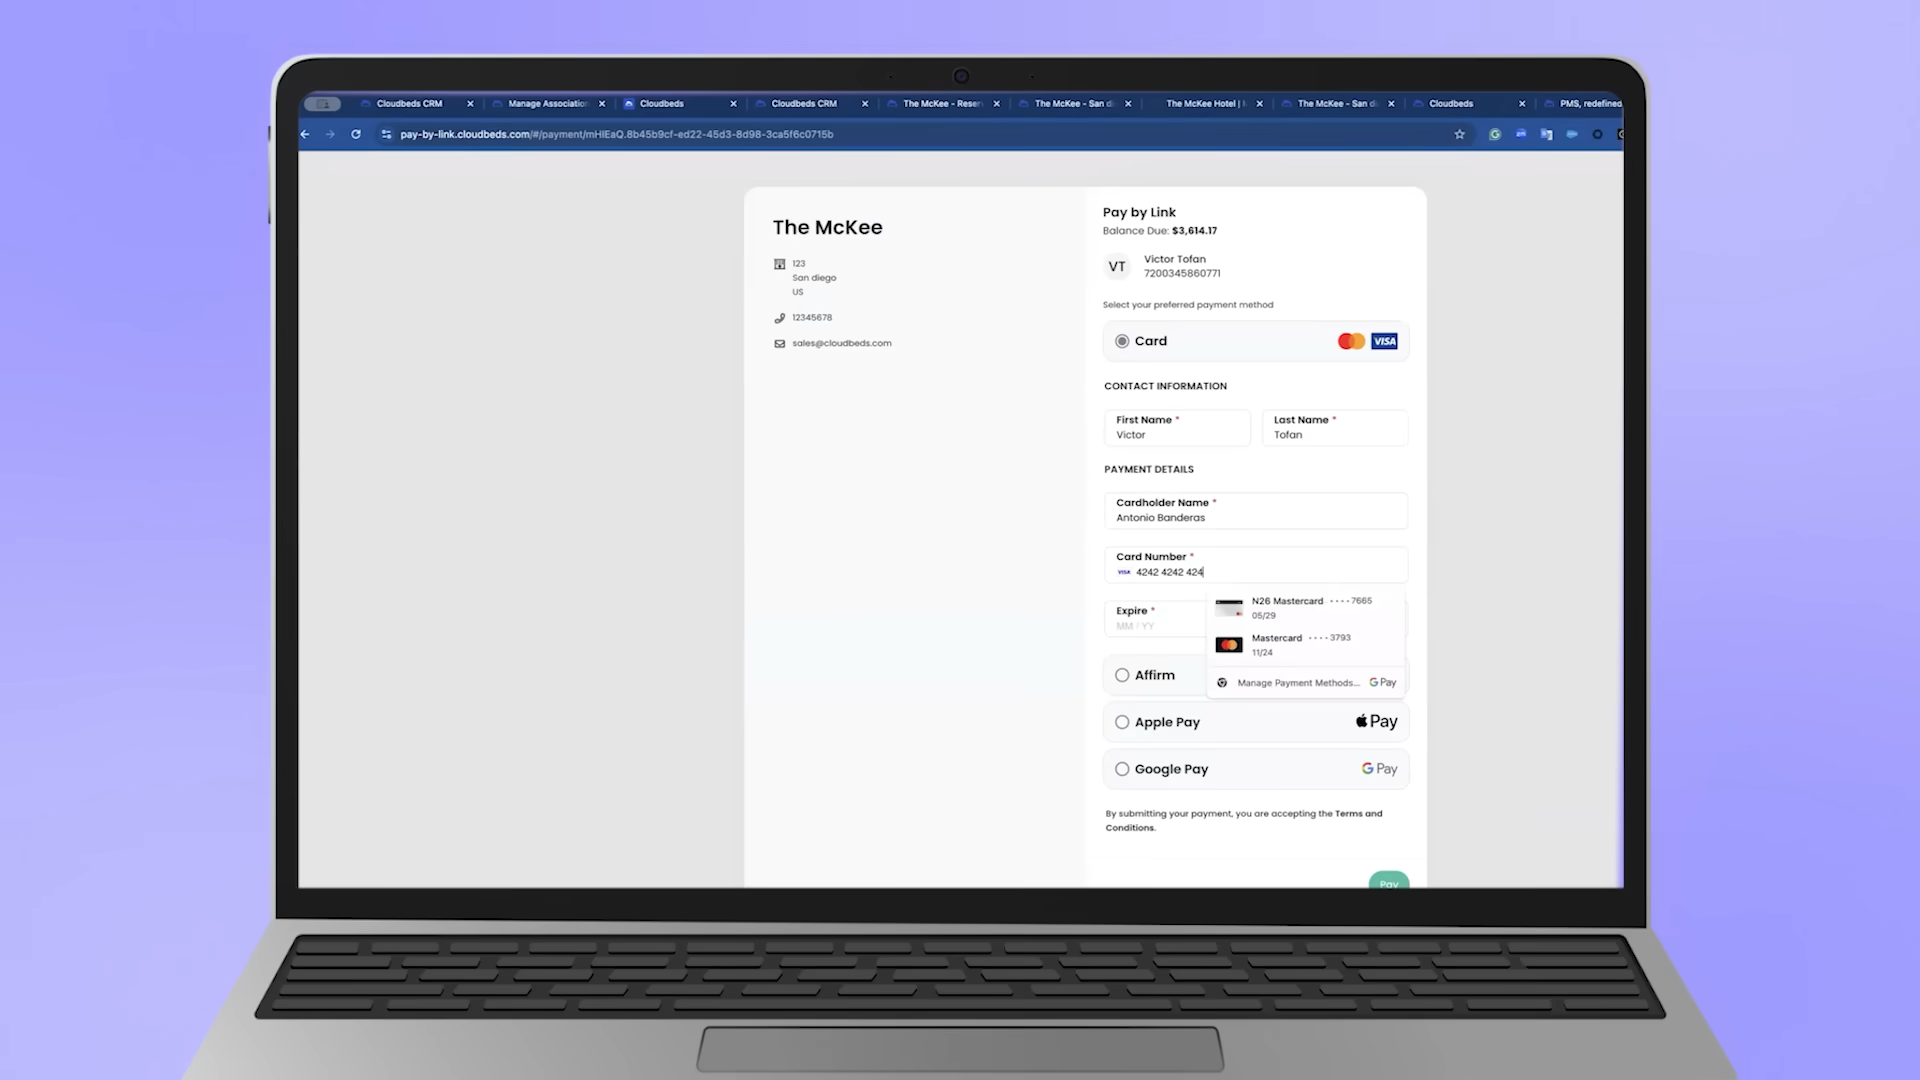 Cloudbeds CRM
Manage Association
Cloudbeds
Cloudbeds CRM
The McKee - Reser
The McKee - San d
The McKee Hotel |
The McKee - San di
Cloudbeds
PMS, redefined
pay-by-link.cloudbeds.com/#/payment/mHIEaQ.8b45b9cf-ed22-45d3-8d98-3ca5f6c0715b
The McKee
123
San diego
US
12345678
sales@cloudbeds.com
Pay by Link
Balance Due: $3,614.17
VT
Victor Tofan
7200345860771
Select your preferred payment method
Card
VISA
CONTACT INFORMATION
First Name *
Victor
Last Name *
Tofan
PAYMENT DETAILS
Cardholder Name *
Antonio Banderas
Card Number *
VISA 4242 4242 424
Expire *
MM / YY
N26 Mastercard ····7665
05/29
Mastercard ····3793
11/24
Manage Payment Methods... G Pay
Affirm
Apple Pay
Pay
Google Pay
G Pay
By submitting your payment, you are accepting the Terms and
Conditions.
Pay